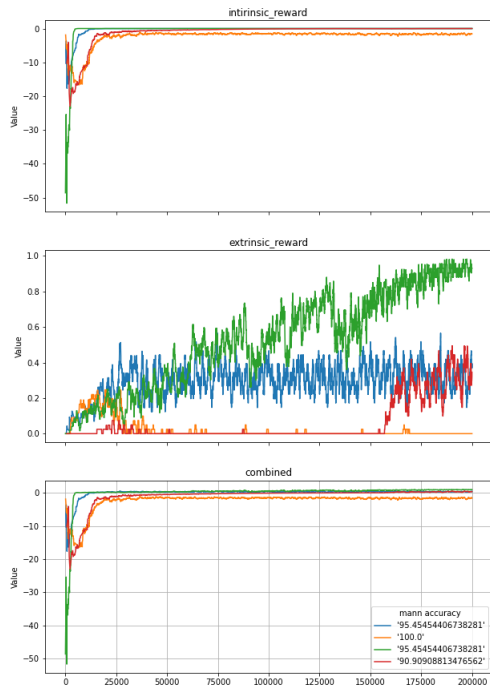 intirinsic_reward
0
−10
−20
−30
−40
−50
Value
extrinsic_reward
1.0
0.8
0.6
0.4
0.2
0.0
Value
combined
0
−10
−20
−30
−40
−50
Value
mann accuracy
'95.45454406738281'
'100.0'
'95.45454406738281'
'90.90908813476562'
0 25000 50000 75000 100000 125000 150000 175000 200000